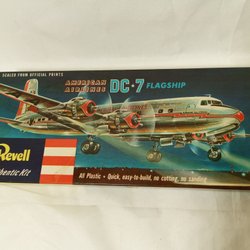 SCALED FROM OFFICIAL PRINTS
AMERICAN
AIRLINES
DC-7 FLAGSHIP
Revell
Authentic Kit
All Plastic • Quick, easy-to-build, no cutting, no sanding